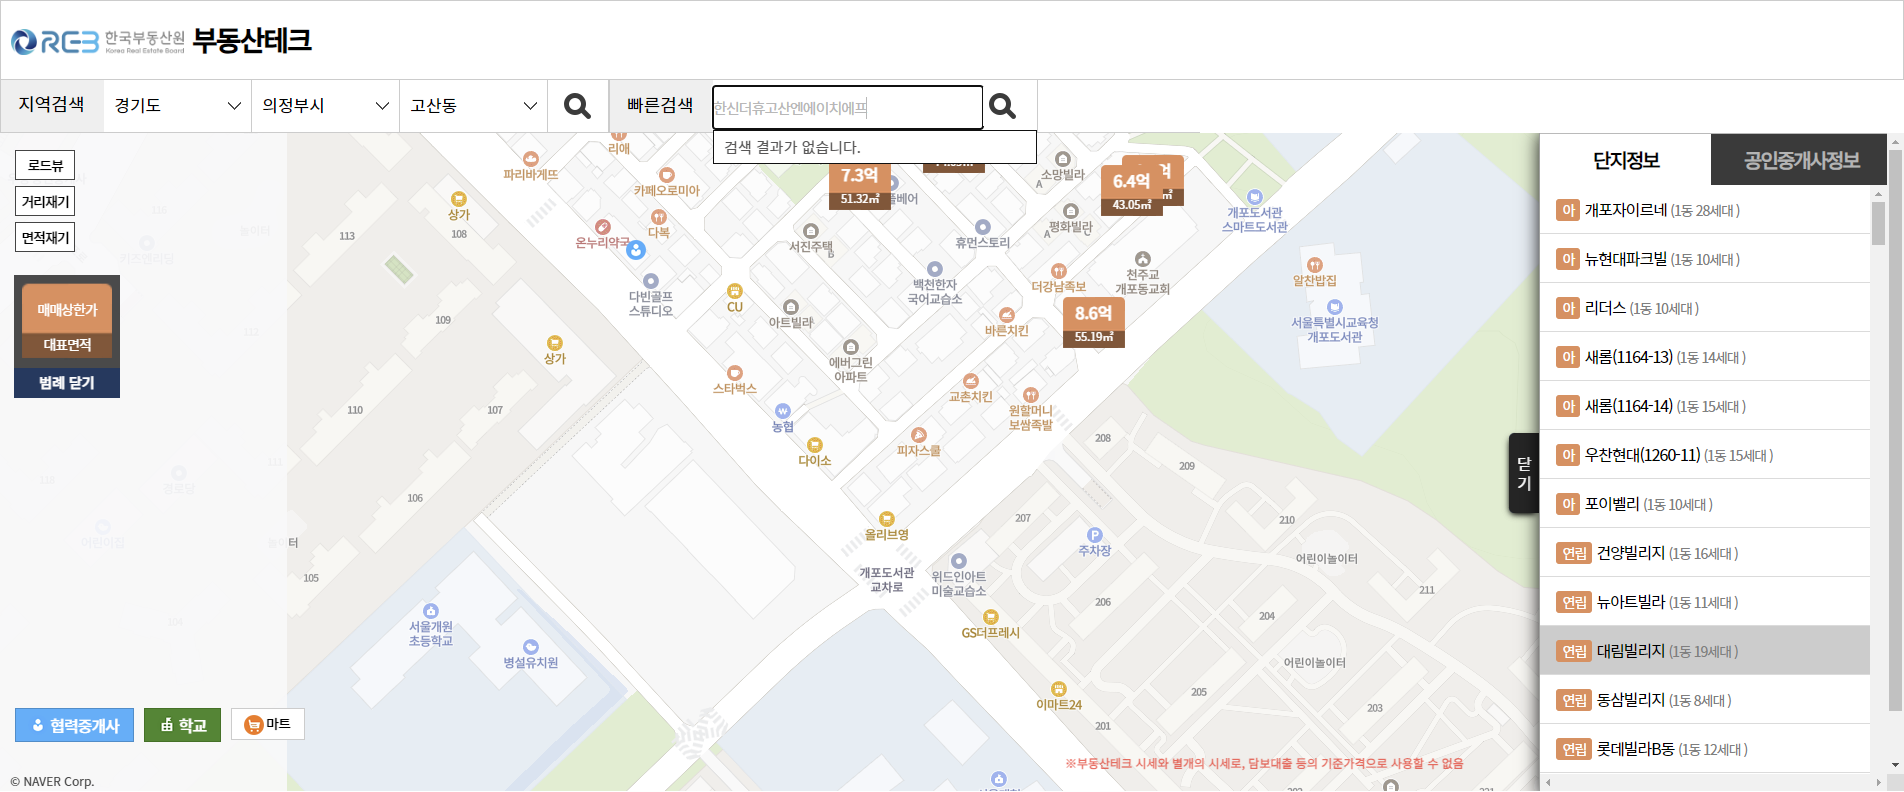 REB 한국부동산원 Korea Real Estate Board 부동산테크
지역검색 경기도 의정부시 고산동 빠른검색 한신더휴고산엔에이치에프
검색 결과가 없습니다.
로드뷰
거리재기
면적재기
매매상한가
대표면적
범례 닫기
리애
파리바게뜨
카페오로미아
상가
108
다복
온누리약국
113
7.3억
51.32㎡
서진주택
B
소망빌라
A
6.4억
43.05㎡
평화빌라
A
휴먼스토리
개포도서관
스마트도서관
다빈골프
스튜디오
CU
백천한자
국어교습소
더강남족보
천주교
개포동교회
알찬밥집
아트빌라
8.6억
55.19㎡
바른치킨
서울특별시교육청
개포도서관
109
상가
에버그린
아파트
스타벅스
교촌치킨
원할머니
보쌈족발
110
107
농협
다이소
피자스쿨
208
209
106
207
210
올리브영
주차장
어린이놀이터
개포도서관
교차로
위드인아트
미술교습소
105
211
206
204
GS더프레시
서울개원
초등학교
병설유치원
어린이놀이터
205
203
이마트24
201
협력중개사
학교
마트
※부동산테크 시세와 별개의 시세로, 담보대출 등의 기준가격으로 사용할 수 없음
© NAVER Corp.
닫
기
단지정보 공인중개사정보
아 개포자이르네 (1동 28세대 )
아 뉴현대파크빌 (1동 10세대 )
아 리더스 (1동 10세대 )
아 새롬(1164-13) (1동 14세대 )
아 새롬(1164-14) (1동 15세대 )
아 우찬현대(1260-11) (1동 15세대 )
아 포이벨리 (1동 10세대 )
연립 건양빌리지 (1동 16세대 )
연립 뉴아트빌라 (1동 11세대 )
연립 대림빌리지 (1동 19세대 )
연립 동삼빌리지 (1동 8세대 )
연립 롯데빌라B동 (1동 12세대 )